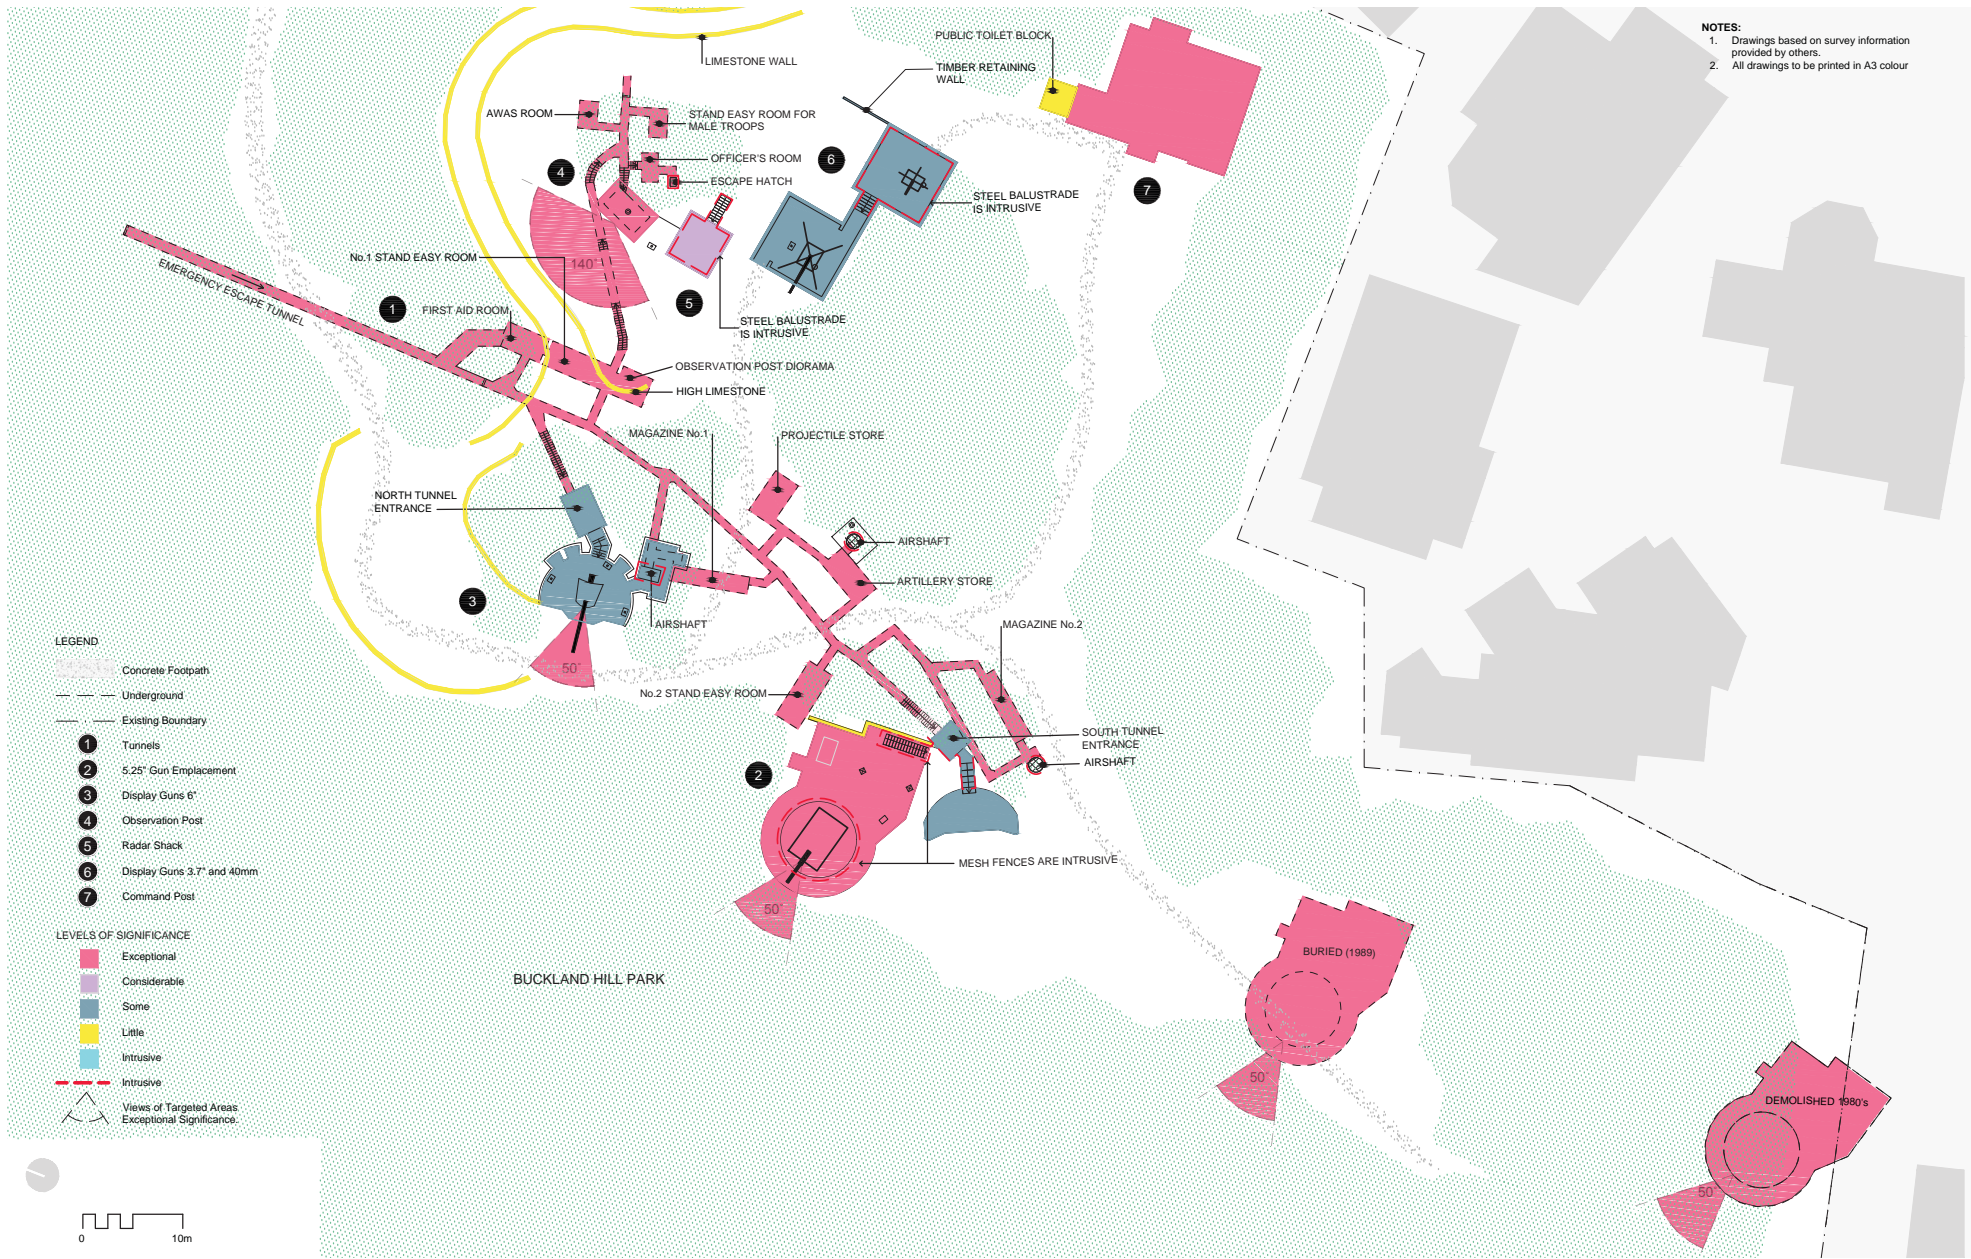 NOTES:
1. Drawings based on survey information
provided by others.
2. All drawings to be printed in A3 colour
PUBLIC TOILET BLOCK
LIMESTONE WALL
TIMBER RETAINING
WALL
AWAS ROOM
STAND EASY ROOM FOR
MALE TROOPS
6
OFFICER'S ROOM
4
ESCAPE HATCH
7
STEEL BALUSTRADE
IS INTRUSIVE
No.1 STAND EASY ROOM
140°
EMERGENCY ESCAPE TUNNEL
1
5
FIRST AID ROOM
STEEL BALUSTRADE
IS INTRUSIVE
OBSERVATION POST DIORAMA
HIGH LIMESTONE
MAGAZINE No.1
PROJECTILE STORE
NORTH TUNNEL
ENTRANCE
AIRSHAFT
ARTILLERY STORE
3
AIRSHAFT
MAGAZINE No.2
50°
No.2 STAND EASY ROOM
SOUTH TUNNEL
ENTRANCE
AIRSHAFT
2
MESH FENCES ARE INTRUSIVE
50°
BUCKLAND HILL PARK
BURIED (1989)
50°
DEMOLISHED 1980's
50°
LEGEND
Concrete Footpath
Underground
Existing Boundary
1 Tunnels
2 5.25" Gun Emplacement
3 Display Guns 6"
4 Observation Post
5 Radar Shack
6 Display Guns 3.7" and 40mm
7 Command Post
LEVELS OF SIGNIFICANCE
Exceptional
Considerable
Some
Little
Intrusive
Intrusive
Views of Targeted Areas
Exceptional Significance.
0 10m